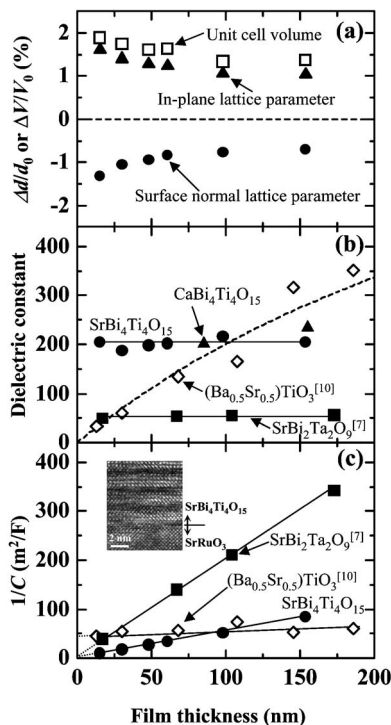 (a)
2
1
0
-1
-2
Δd/d₀ or ΔV/V₀ (%)
Unit cell volume
In-plane lattice parameter
Surface normal lattice parameter
(b)
400
300
200
100
0
Dielectric constant
CaBi₄Ti₄O₁₅
SrBi₄Ti₄O₁₅
(Ba₀.₅Sr₀.₅)TiO₃[10]
SrBi₂Ta₂O₉[7]
(c)
400
300
200
100
0
1/C (m²/F)
SrBi₄Ti₄O₁₅
SrRuO₃
2 nm
SrBi₂Ta₂O₉[7]
(Ba₀.₅Sr₀.₅)TiO₃[10]
SrBi₄Ti₄O₁₅
0 50 100 150 200
Film thickness (nm)